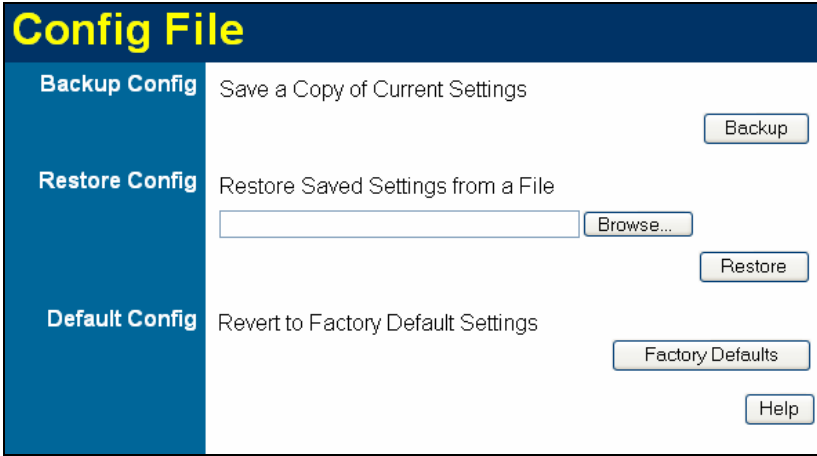 Config File
Backup Config
Save a Copy of Current Settings
Backup
Restore Config
Restore Saved Settings from a File
Browse...
Restore
Default Config
Revert to Factory Default Settings
Factory Defaults
Help